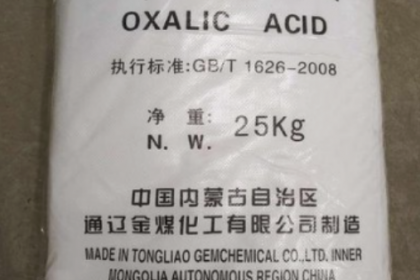 OXALIC ACID
执行标准:GB/T 1626-2008
净 重: 25Kg
N. W.
中国内蒙古自治区
通辽金煤化工有限公司制造
MADE IN TONGLIAO GEMCHEMICAL CO.,LTD. INNER
MONGOLIA AUTONOMOUS REGION CHINA